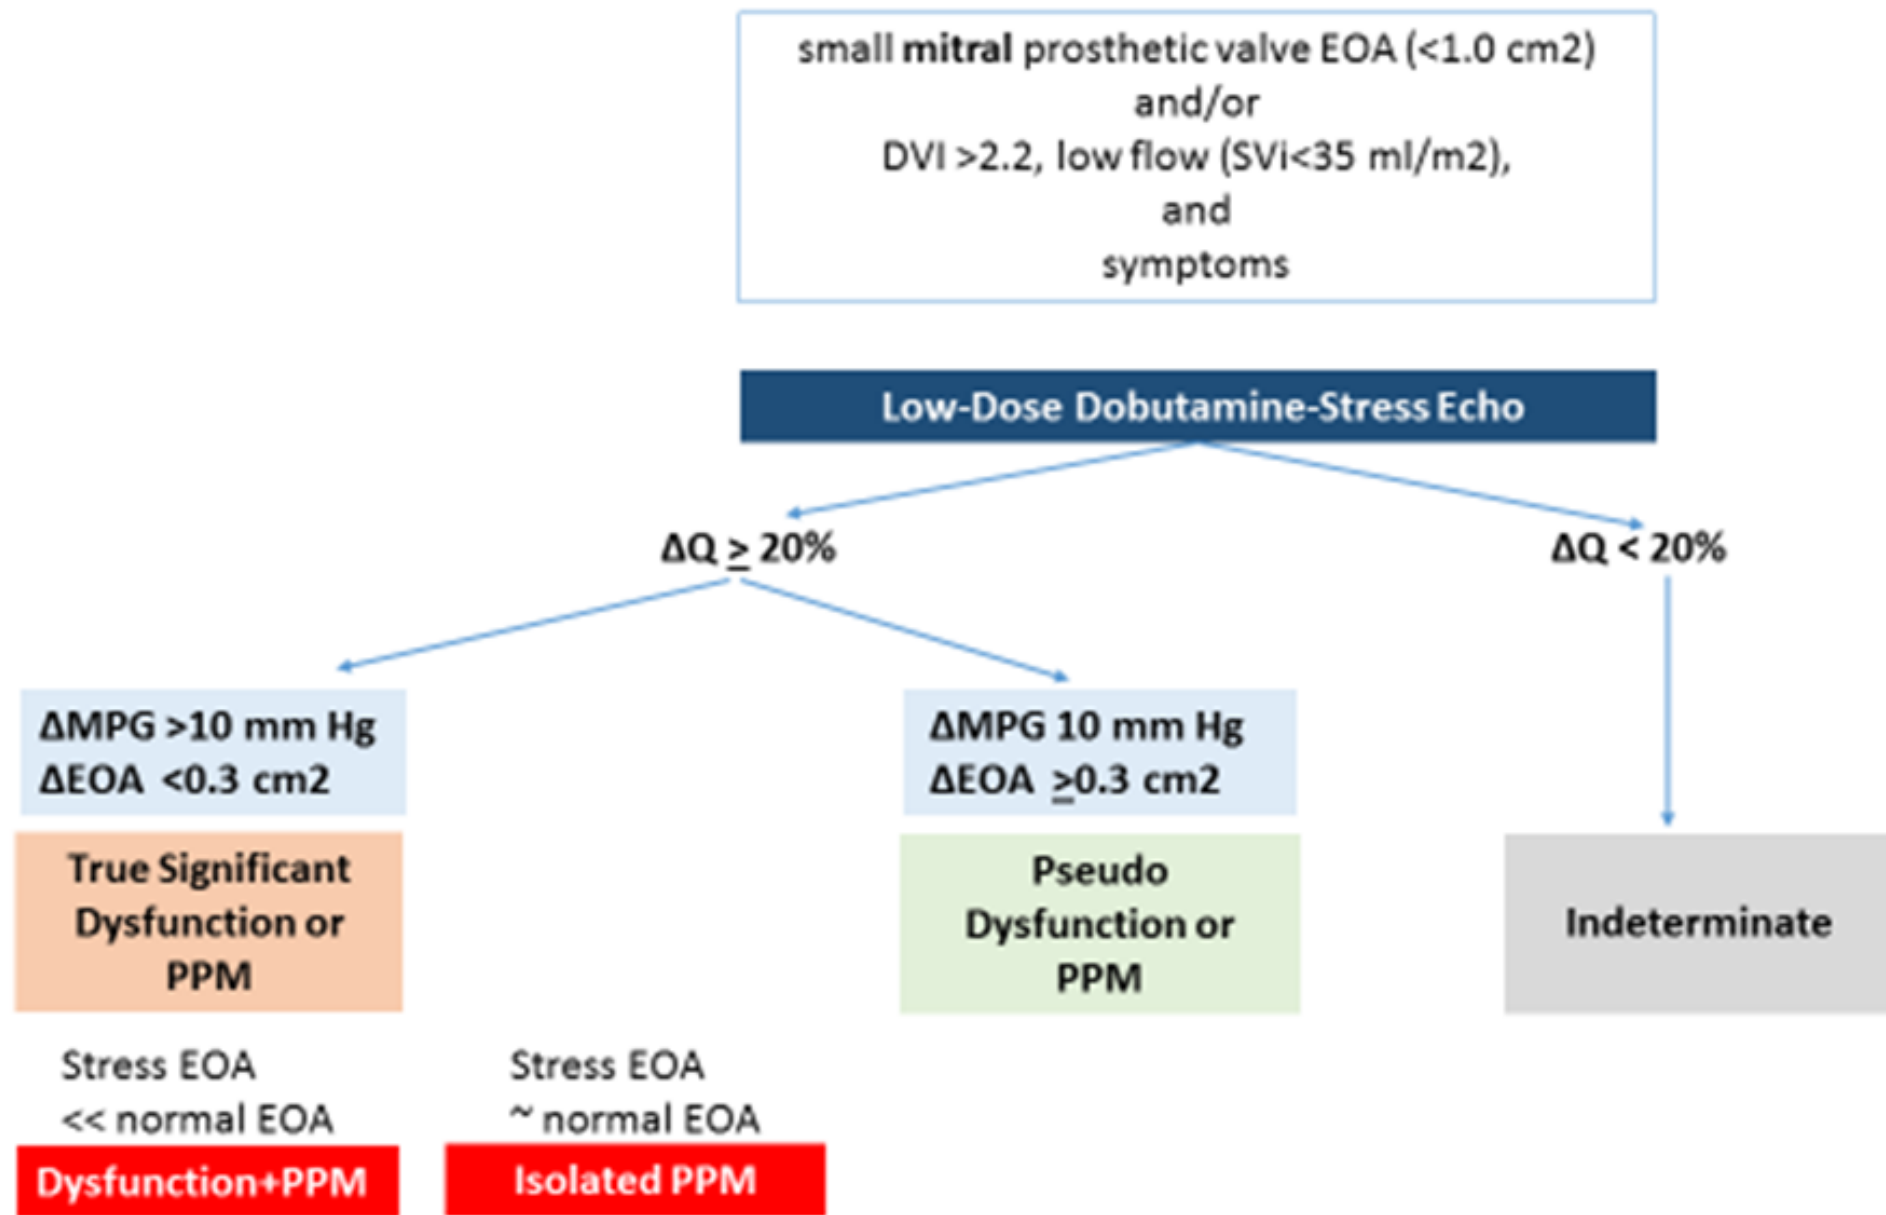 small mitral prosthetic valve EOA (<1.0 cm2)
and/or
DVI >2.2, low flow (SVi<35 ml/m2),
and
symptoms
Low-Dose Dobutamine-Stress Echo
ΔQ ≥ 20%
ΔQ < 20%
ΔMPG >10 mm Hg
ΔEOA <0.3 cm2
ΔMPG 10 mm Hg
ΔEOA ≥0.3 cm2
True Significant
Dysfunction or
PPM
Pseudo
Dysfunction or
PPM
Indeterminate
Stress EOA
<< normal EOA
Stress EOA
~ normal EOA
Dysfunction+PPM
Isolated PPM